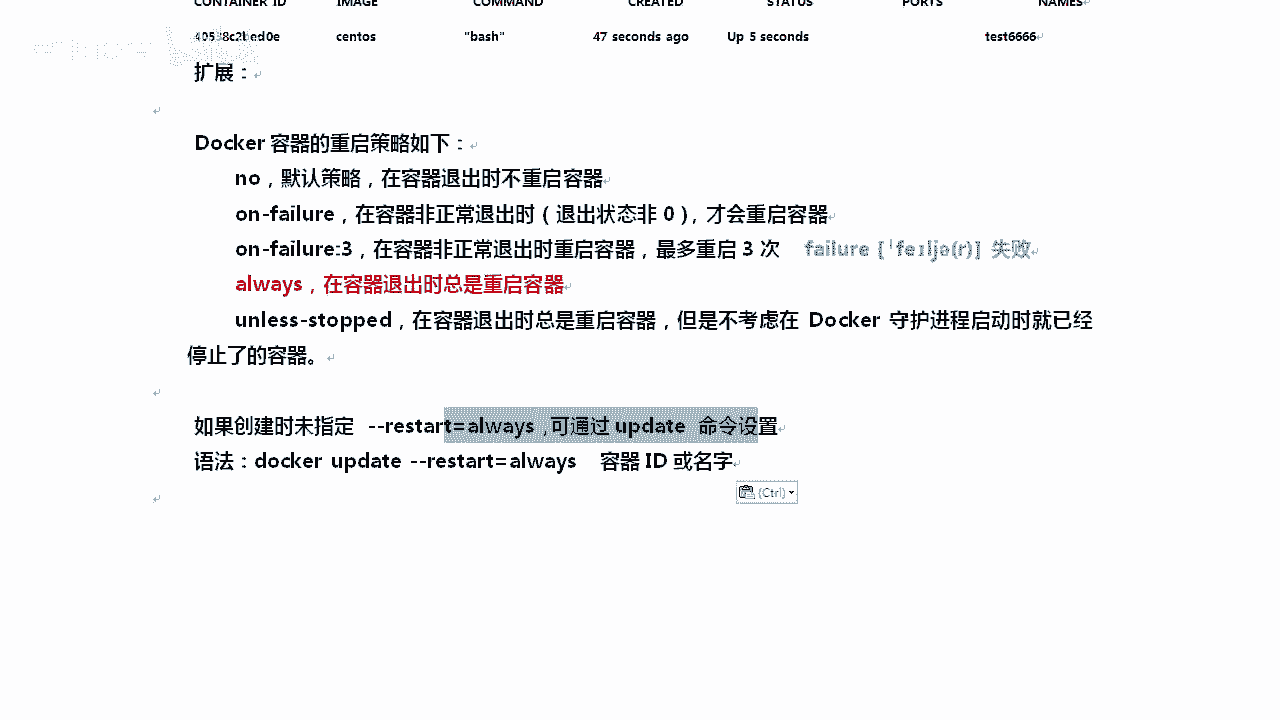 CONTAINER ID IMAGE COMMAND CREATED STATUS PORTS NAMES
centos "bash" 47 seconds ago Up 5 seconds test6666
扩展：
Docker 容器的重启策略如下：
no，默认策略，在容器退出时不重启容器
on-failure，在容器非正常退出时（退出状态非 0），才会重启容器
on-failure:3，在容器非正常退出时重启容器，最多重启 3 次 failure [ˈfeɪljə(r)] 失败
always，在容器退出时总是重启容器
unless-stopped，在容器退出时总是重启容器，但是不考虑在 Docker 守护进程启动时就已经
停止了的容器。
如果创建时未指定 --restart=always ,可通过 update 命令设置
语法：docker update --restart=always 容器 ID 或名字
(Ctrl)